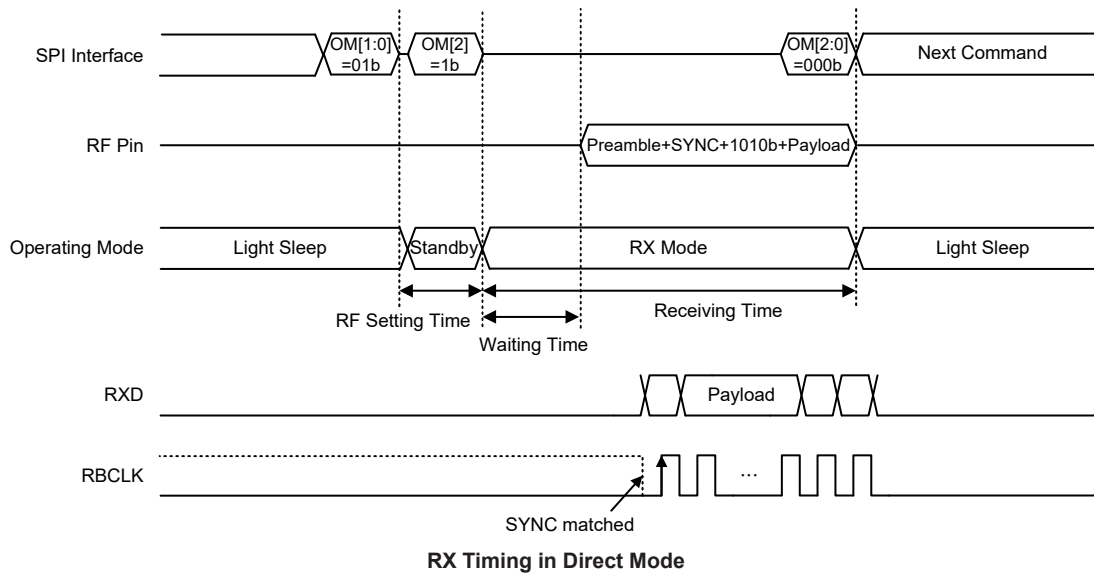 SPI Interface
OM[1:0]
=01b
OM[2]
=1b
OM[2:0]
=000b
Next Command
RF Pin
Preamble+SYNC+1010b+Payload
Operating Mode
Light Sleep
Standby
RX Mode
Light Sleep
RF Setting Time
Receiving Time
Waiting Time
RXD
Payload
RBCLK
...
SYNC matched
RX Timing in Direct Mode